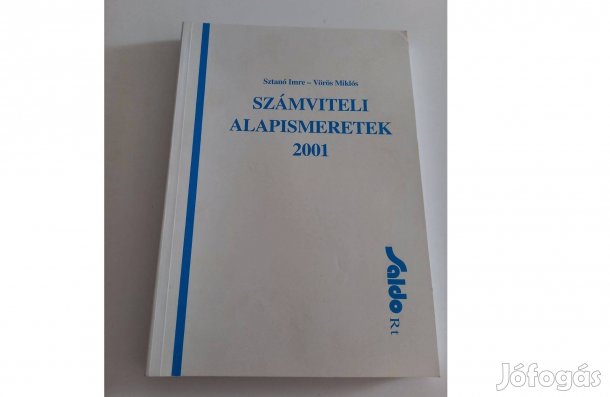 Sztanó Imre – Vörös Miklós
SZÁMVITELI
ALAPISMERETEK
2001
Saldo Rt
Jófogás